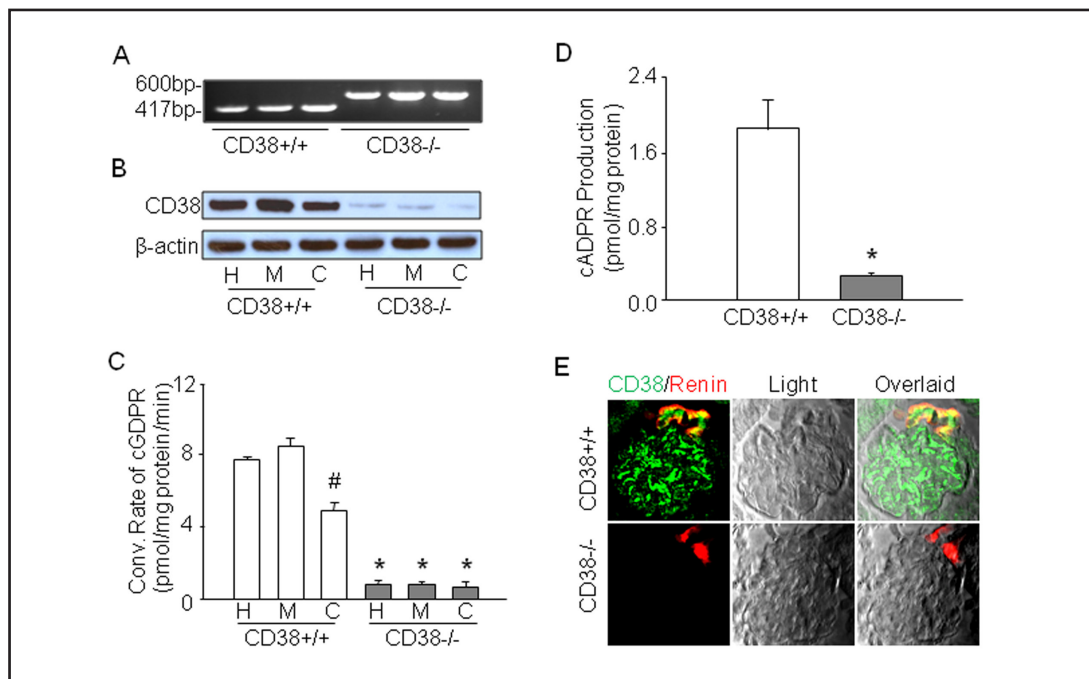 A
600bp-
417bp-
CD38+/+ CD38-/-
B
CD38
β-actin
H M C H M C
CD38+/+ CD38-/-
C
Conv. Rate of cGDPR
(pmol/mg protein/min)
12
8
4
0
#
* * *
H M C H M C
CD38+/+ CD38-/-
D
cADPR Production
(pmol/mg protein)
2.4
1.6
0.8
0.0
*
CD38+/+ CD38-/-
E
CD38/Renin Light Overlaid
CD38+/+
CD38-/-